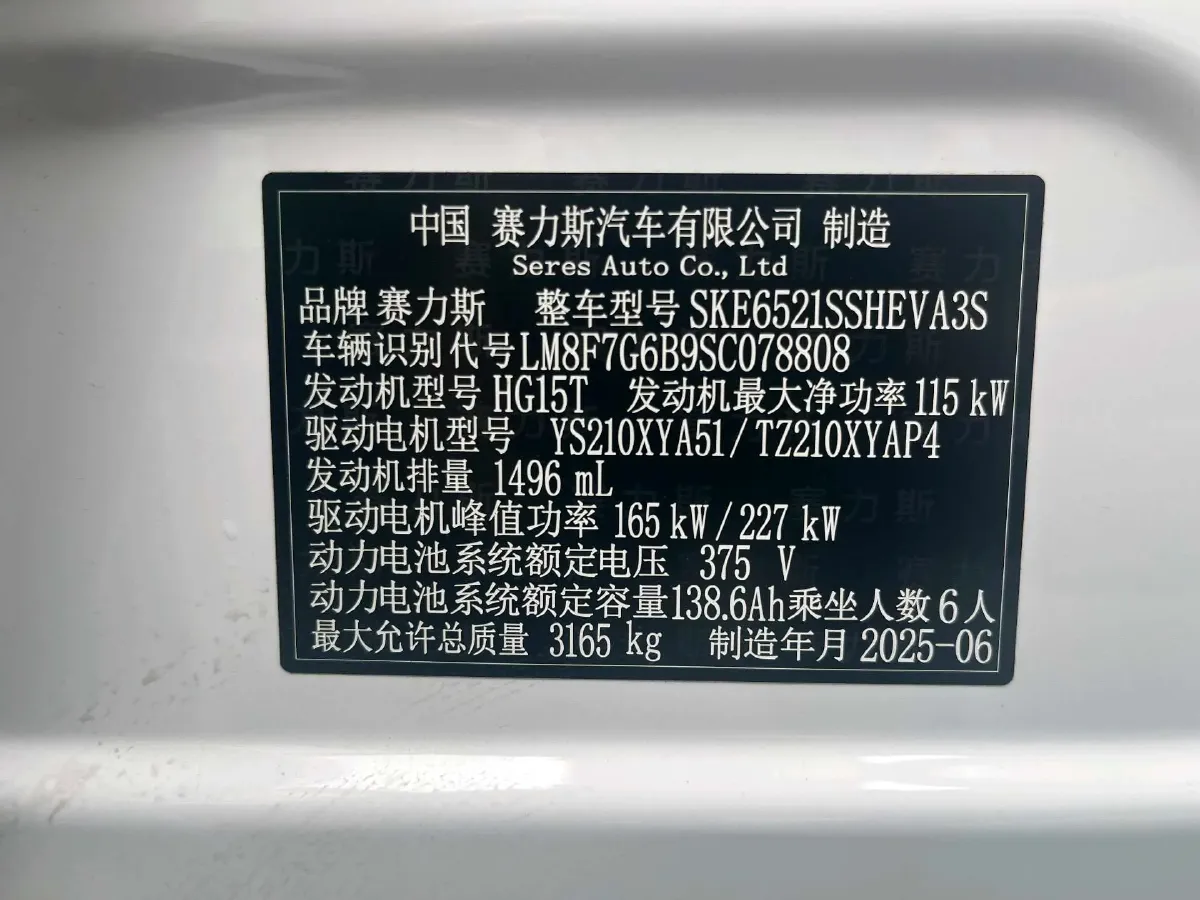 中国 赛力斯汽车有限公司 制造
Seres Auto Co., Ltd
品牌 赛力斯 整车型号 SKE6521SSHEVA3S
车辆识别代号 LM8F7G6B9SC078808
发动机型号 HG15T 发动机最大净功率 115 kW
驱动电机型号 YS210XYA51/TZ210XYAP4
发动机排量 1496 mL
驱动电机峰值功率 165 kW/227 kW
动力电池系统额定电压 375 V
动力电池系统额定容量138.6Ah乘坐人数6人
最大允许总质量 3165 kg 制造年月 2025-06